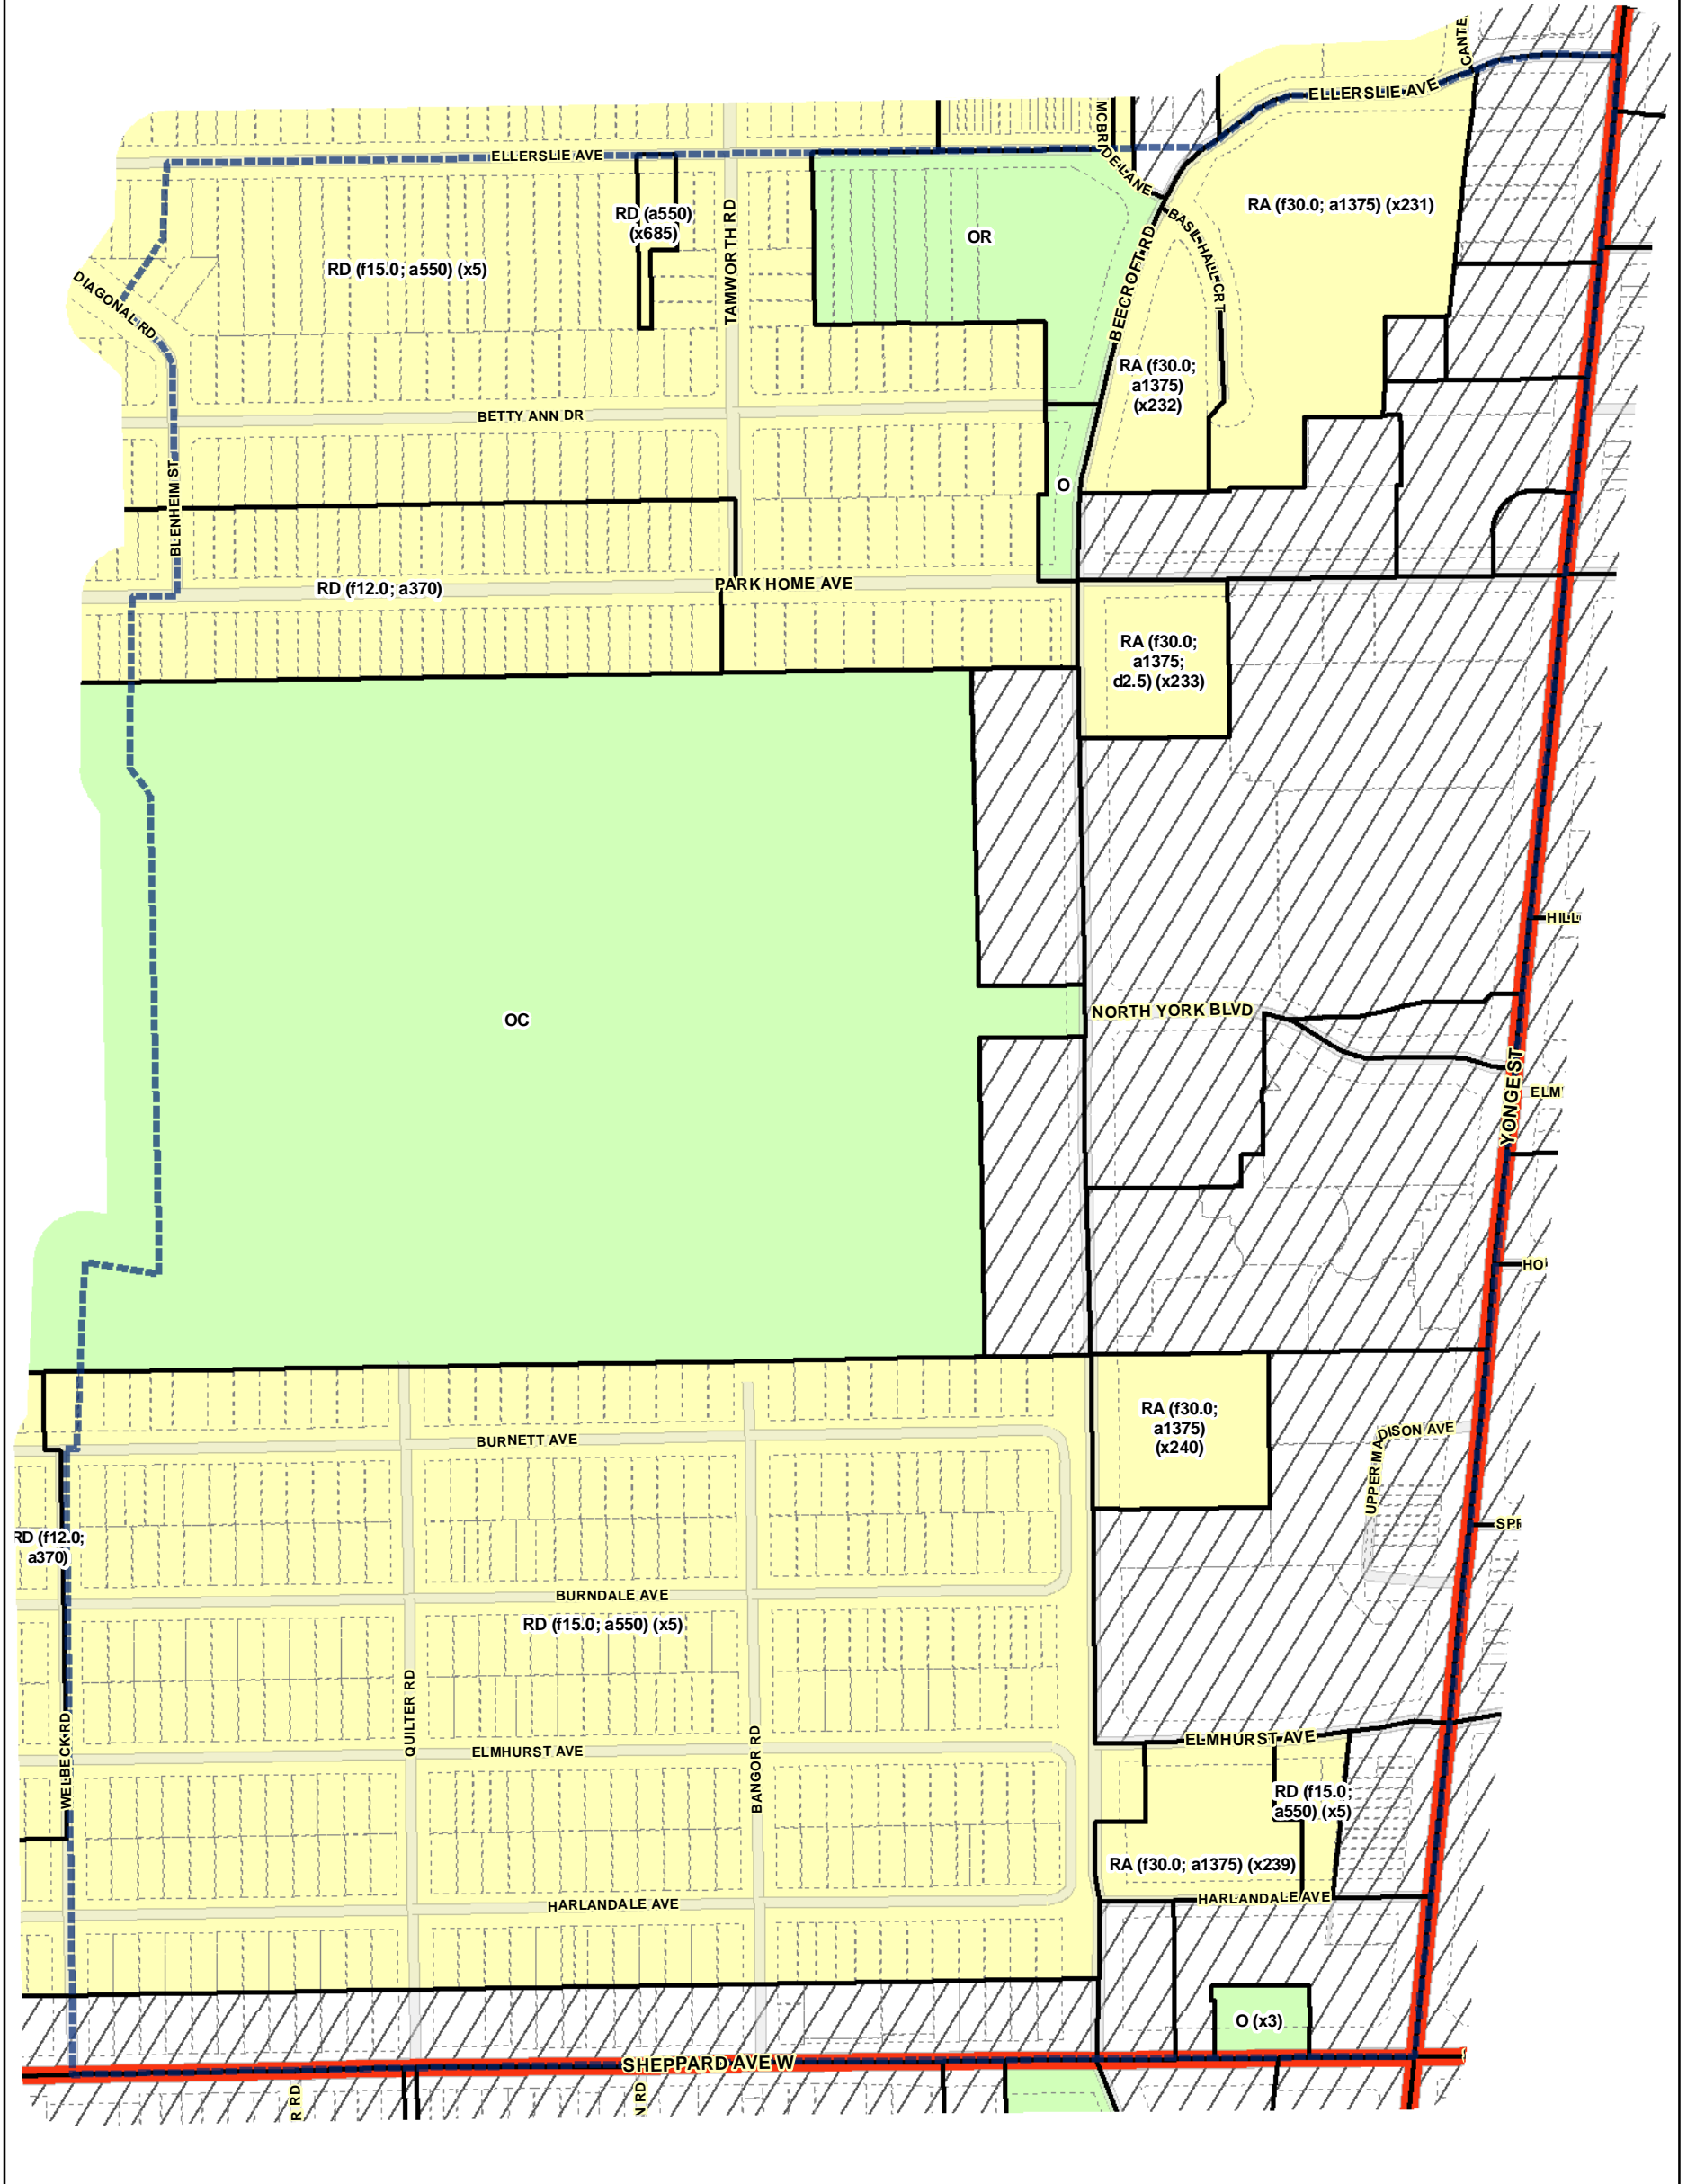 CANTE
ELLERSLIE AVE
MCBRIDE LANE
ELLERSLIE AVE
RA (f30.0; a1375) (x231)
RD (a550)
(x685)
TAMWORTH RD
OR
BASIL HALL CRT
BEECROFT RD
RD (f15.0; a550) (x5)
DIAGONAL RD
RA (f30.0;
a1375)
(x232)
BETTY ANN DR
O
BLENHEIM ST
RD (f12.0; a370)
PARK HOME AVE
RA (f30.0;
a1375;
d2.5) (x233)
HILL
OC
NORTH YORK BLVD
YONGE ST
ELM
HO
RA (f30.0;
a1375)
(x240)
BURNETT AVE
UPPER MADISON AVE
SPR
RD (f12.0;
a370)
BURNDALE AVE
RD (f15.0; a550) (x5)
QUILTER RD
WELBECK RD
BANGOR RD
ELMHURST AVE
ELMHURST AVE
RD (f15.0;
a550) (x5)
RA (f30.0; a1375) (x239)
HARLANDALE AVE
HARLANDALE AVE
O (x3)
SHEPPARD AVE W
R RD
N RD